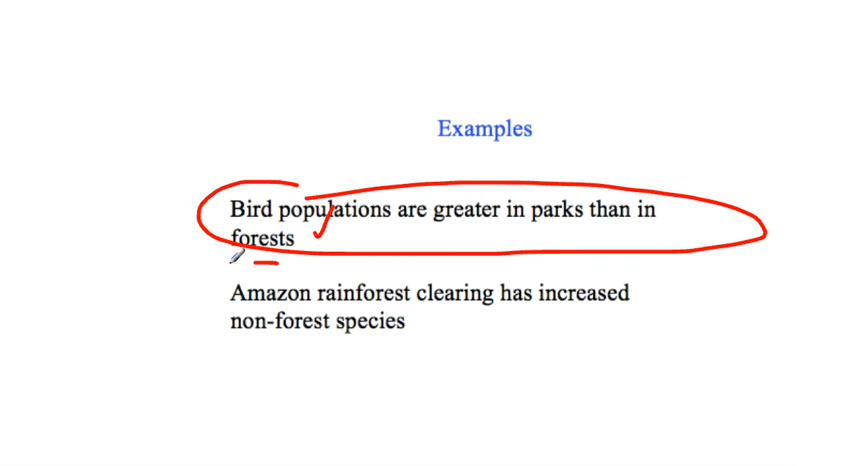 Examples
Bird populations are greater in parks than in
forests
Amazon rainforest clearing has increased
non-forest species